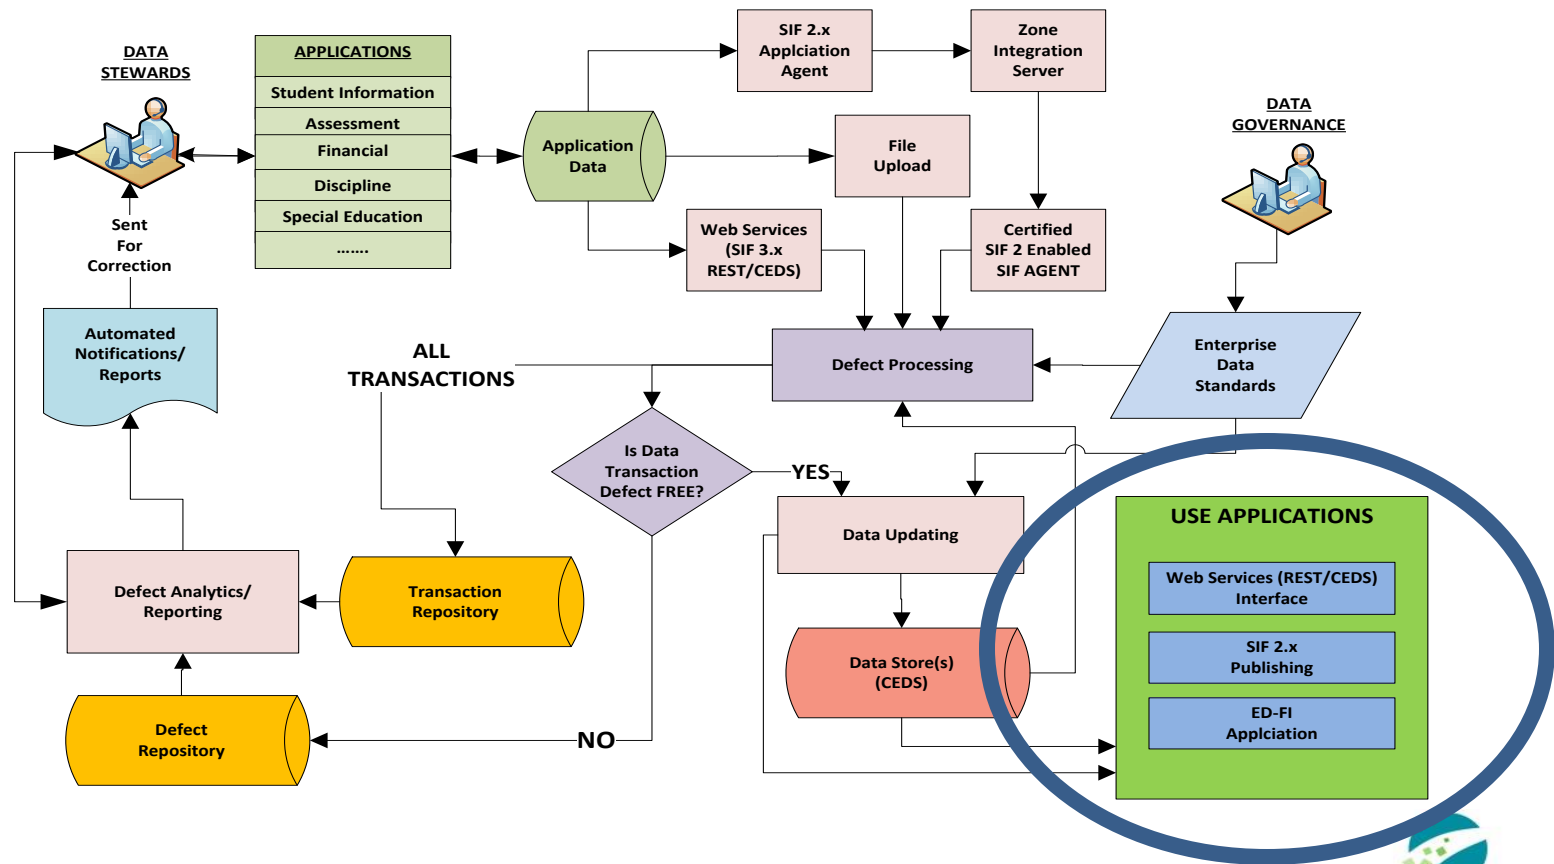 DATA
STEWARDS
APPLICATIONS
Student Information
Assessment
Financial
Discipline
Special Education
.......
Application
Data
SIF 2.x
Applciation
Agent
Zone
Integration
Server
File
Upload
Web Services
(SIF 3.x
REST/CEDS)
Certified
SIF 2 Enabled
SIF AGENT
DATA
GOVERNANCE
Sent
For
Correction
Automated
Notifications/
Reports
ALL
TRANSACTIONS
Defect Processing
Enterprise
Data
Standards
Is Data
Transaction
Defect FREE?
YES
Data Updating
USE APPLICATIONS
Web Services (REST/CEDS)
Interface
SIF 2.x
Publishing
ED-FI
Applciation
Defect Analytics/
Reporting
Transaction
Repository
Data Store(s)
(CEDS)
Defect
Repository
NO